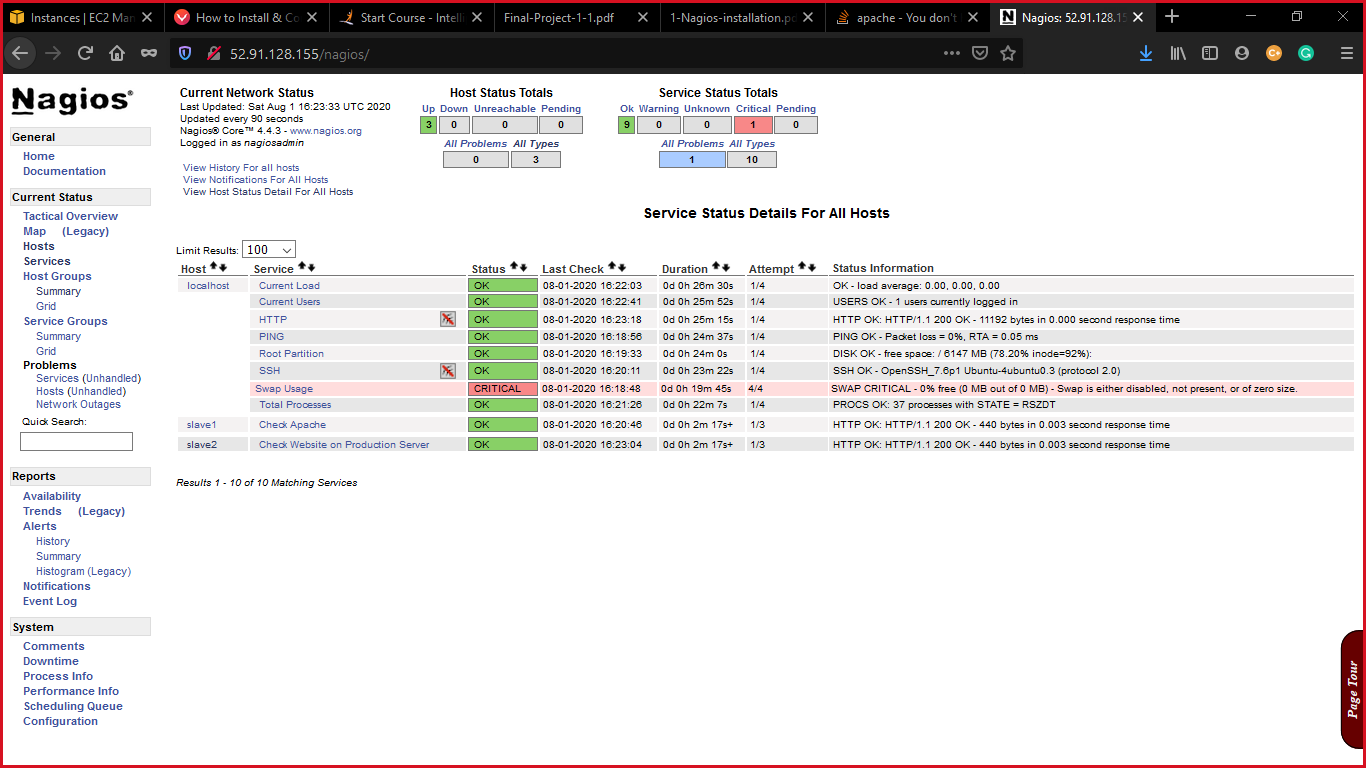 Instances | EC2 Man
How to Install & Co
Start Course - Intell
Final-Project-1-1.pdf
1-Nagios-installation.pd
apache - You don't
Nagios: 52.91.128.15
52.91.128.155/nagios/
Nagios®
General
Home
Documentation
Current Status
Tactical Overview
Map (Legacy)
Hosts
Services
Host Groups
Summary
Grid
Service Groups
Summary
Grid
Problems
Services (Unhandled)
Hosts (Unhandled)
Network Outages
Quick Search:
Reports
Availability
Trends (Legacy)
Alerts
History
Summary
Histogram (Legacy)
Notifications
Event Log
System
Comments
Downtime
Process Info
Performance Info
Scheduling Queue
Configuration
Current Network Status
Last Updated: Sat Aug 1 16:23:33 UTC 2020
Updated every 90 seconds
Nagios® Core™ 4.4.3 - www.nagios.org
Logged in as nagiosadmin
View History For all hosts
View Notifications For All Hosts
View Host Status Detail For All Hosts
Host Status Totals
Up Down Unreachable Pending
3 0 0 0
All Problems All Types
0 3
Service Status Totals
Ok Warning Unknown Critical Pending
9 0 0 1 0
All Problems All Types
1 10
Service Status Details For All Hosts
Limit Results: 100
Host Service Status Last Check Duration Attempt Status Information
localhost Current Load OK 08-01-2020 16:22:03 0d 0h 26m 30s 1/4 OK - load average: 0.00, 0.00, 0.00
Current Users OK 08-01-2020 16:22:41 0d 0h 25m 52s 1/4 USERS OK - 1 users currently logged in
HTTP OK 08-01-2020 16:23:18 0d 0h 25m 15s 1/4 HTTP OK: HTTP/1.1 200 OK - 11192 bytes in 0.000 second response time
PING OK 08-01-2020 16:18:56 0d 0h 24m 37s 1/4 PING OK - Packet loss = 0%, RTA = 0.05 ms
Root Partition OK 08-01-2020 16:19:33 0d 0h 24m 0s 1/4 DISK OK - free space: / 6147 MB (78.20% inode=92%):
SSH OK 08-01-2020 16:20:11 0d 0h 23m 22s 1/4 SSH OK - OpenSSH_7.6p1 Ubuntu-4ubuntu0.3 (protocol 2.0)
Swap Usage CRITICAL 08-01-2020 16:18:48 0d 0h 19m 45s 4/4 SWAP CRITICAL - 0% free (0 MB out of 0 MB) - Swap is either disabled, not present, or of zero size.
Total Processes OK 08-01-2020 16:21:26 0d 0h 22m 7s 1/4 PROCS OK: 37 processes with STATE = RSZDT
slave1 Check Apache OK 08-01-2020 16:20:46 0d 0h 2m 17s+ 1/3 HTTP OK: HTTP/1.1 200 OK - 440 bytes in 0.003 second response time
slave2 Check Website on Production Server OK 08-01-2020 16:23:04 0d 0h 2m 17s+ 1/3 HTTP OK: HTTP/1.1 200 OK - 440 bytes in 0.003 second response time
Results 1 - 10 of 10 Matching Services
Page Tour